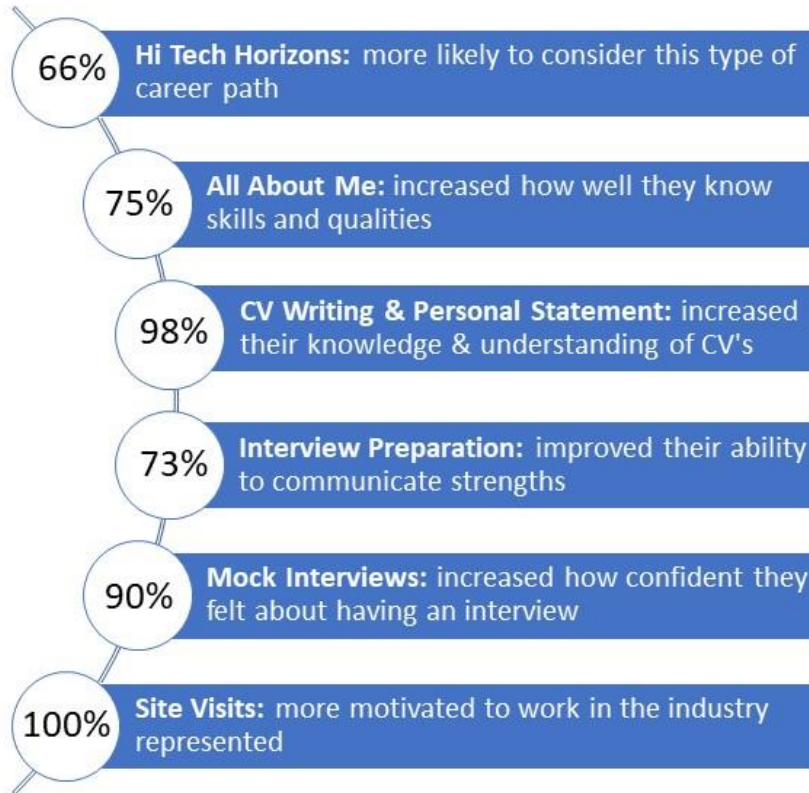 66%
Hi Tech Horizons: more likely to consider this type of
career path
75%
All About Me: increased how well they know
skills and qualities
98%
CV Writing & Personal Statement: increased
their knowledge & understanding of CV's
73%
Interview Preparation: improved their ability
to communicate strengths
90%
Mock Interviews: increased how confident they
felt about having an interview
100%
Site Visits: more motivated to work in the industry
represented